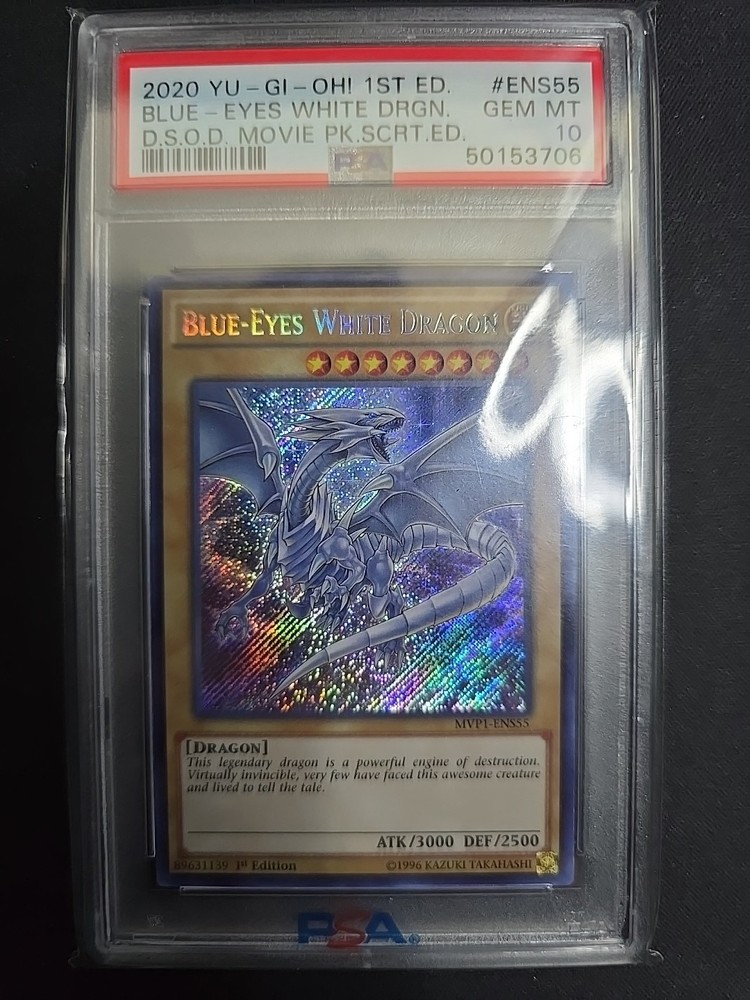 2020 YU-GI-OH! 1ST ED. #ENS55
BLUE-EYES WHITE DRGN. GEM MT
D.S.O.D. MOVIE PK.SCRT.ED. 10
PSA 50153706
BLUE-EYES WHITE DRAGON
MVP1-ENS55
[DRAGON]
This legendary dragon is a powerful engine of destruction.
Virtually invincible, very few have faced this awesome creature
and lived to tell the tale.
ATK/3000 DEF/2500
89631139 1st Edition ©1996 KAZUKI TAKAHASHI
PSA®